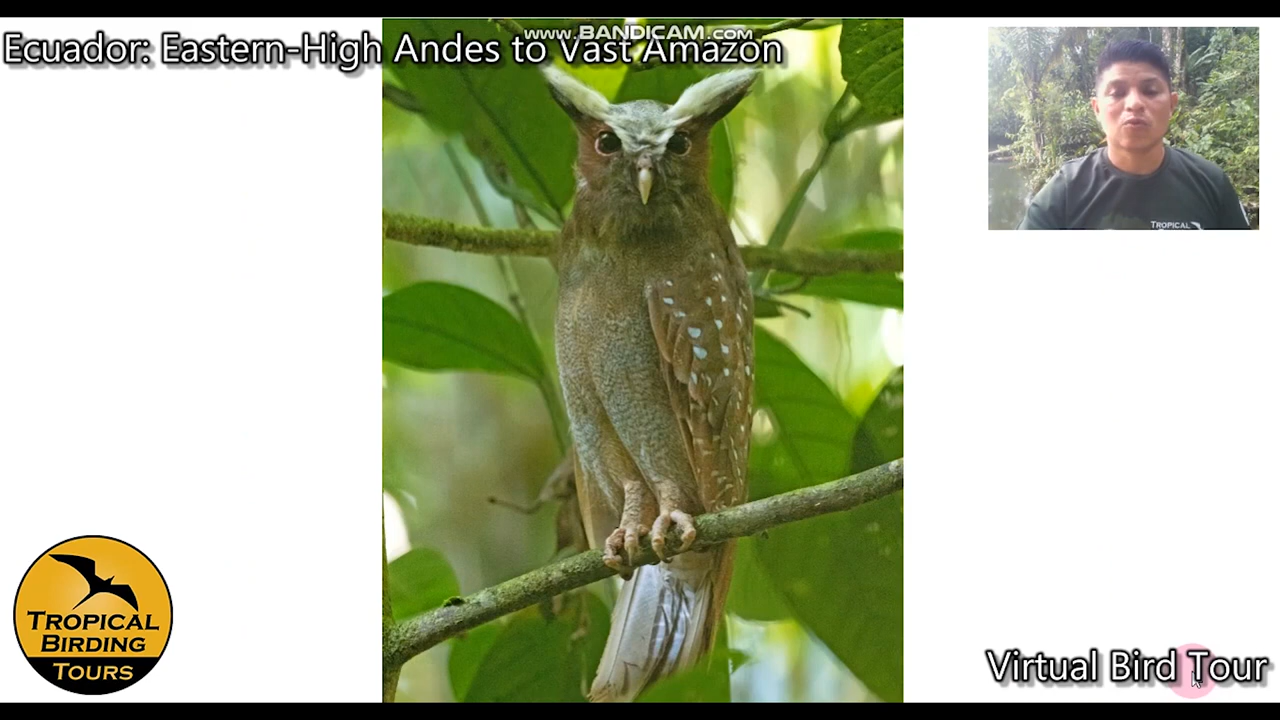 www.BANDICAM.com
Ecuador: Eastern-High Andes to Vast Amazon
TROPICAL
TROPICAL
BIRDING
TOURS
Virtual Bird Tour